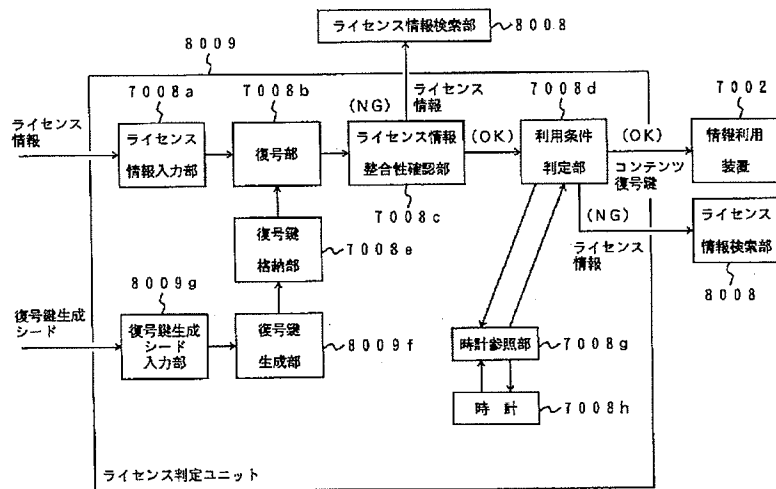 ライセンス情報検索部
8008
8009
7008a
7008b
(NG)
ライセンス
情報
7008d
7002
ライセンス
情報
ライセンス
情報入力部
復号部
ライセンス情報
整合性確認部
(OK)
利用条件
判定部
(OK)
コンテンツ
復号鍵
情報利用
装置
7008c
(NG)
ライセンス
情報
ライセンス
情報検索部
8008
復号鍵
格納部
7008e
8009g
復号鍵生成
シード
復号鍵生成
シード
入力部
復号鍵
生成部
8009f
時計参照部
7008g
時計
7008h
ライセンス判定ユニット